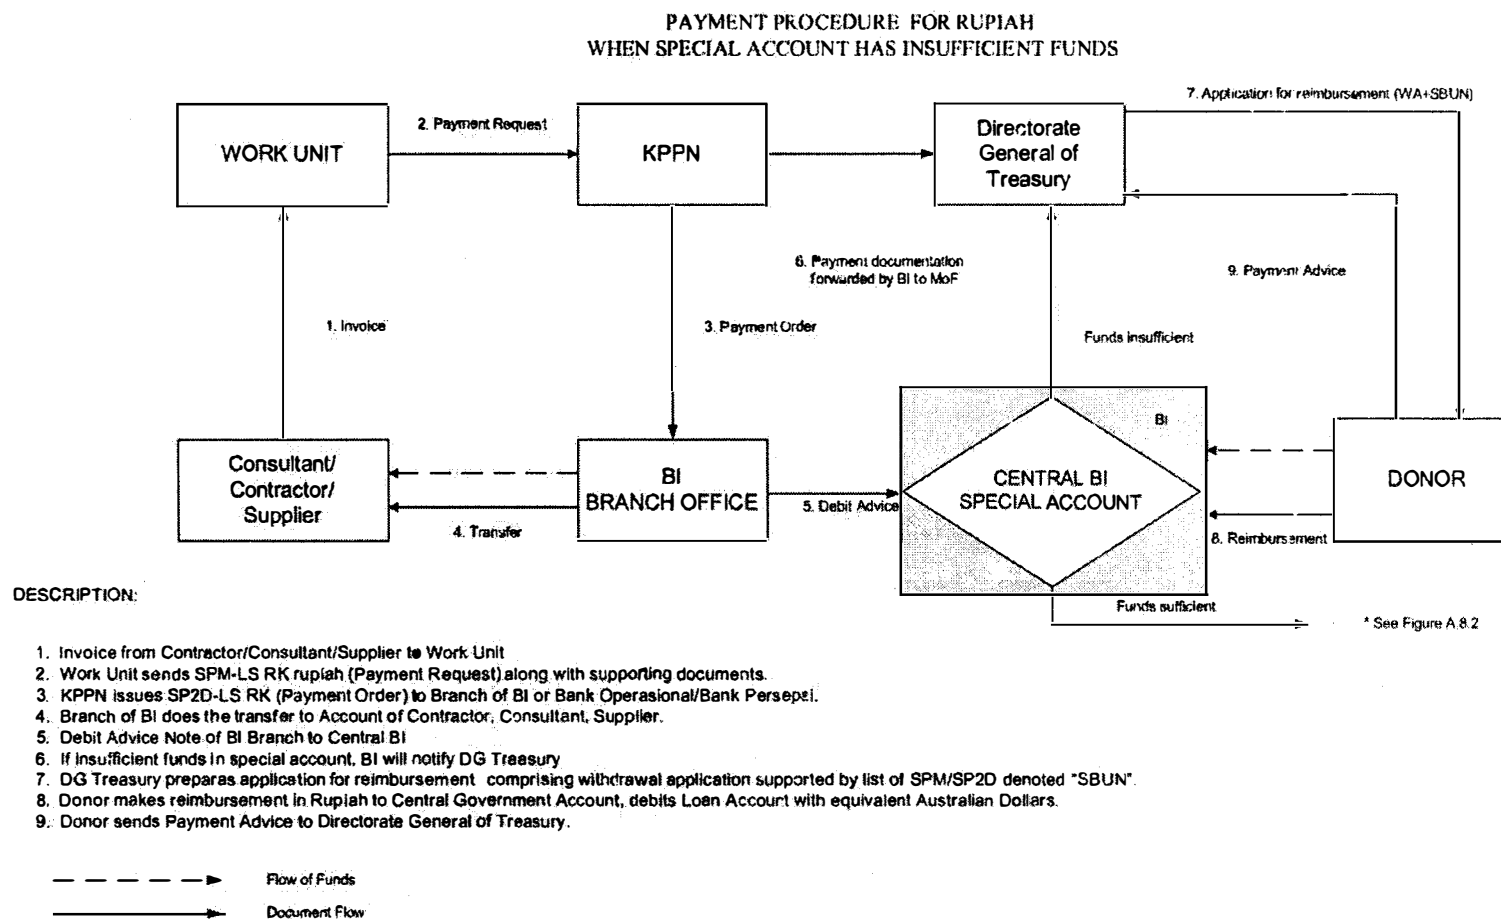 PAYMENT PROCEDURE FOR RUPIAH
WHEN SPECIAL ACCOUNT HAS INSUFFICIENT FUNDS
7. Application for reimbursement (WA+SBUN)
WORK UNIT
2. Payment Request
KPPN
Directorate
General of
Treasury
6. Payment documentation
forwarded by BI to MoF
9. Payment Advice
1. Invoice
3. Payment Order
Funds insufficient
BI
Consultant/
Contractor/
Supplier
BI
BRANCH OFFICE
CENTRAL BI
SPECIAL ACCOUNT
DONOR
4. Transfer
5. Debit Advice
8. Reimbursement
Funds sufficient
* See Figure A.8.2
DESCRIPTION:
1. Invoice from Contractor/Consultant/Supplier to Work Unit
2. Work Unit sends SPM-LS RK rupiah (Payment Request) along with supporting documents.
3. KPPN issues SP2D-LS RK (Payment Order) to Branch of BI or Bank Operasional/Bank Persepsi.
4. Branch of BI does the transfer to Account of Contractor, Consultant, Supplier.
5. Debit Advice Note of BI Branch to Central BI
6. If insufficient funds in special account, BI will notify DG Treasury
7. DG Treasury preparas application for reimbursement comprising withdrawal application supported by list of SPM/SP2D denoted "SBUN".
8. Donor makes reimbursement in Rupiah to Central Government Account, debits Loan Account with equivalent Australian Dollars.
9. Donor sends Payment Advice to Directorate General of Treasury.
Flow of Funds
Document Flow